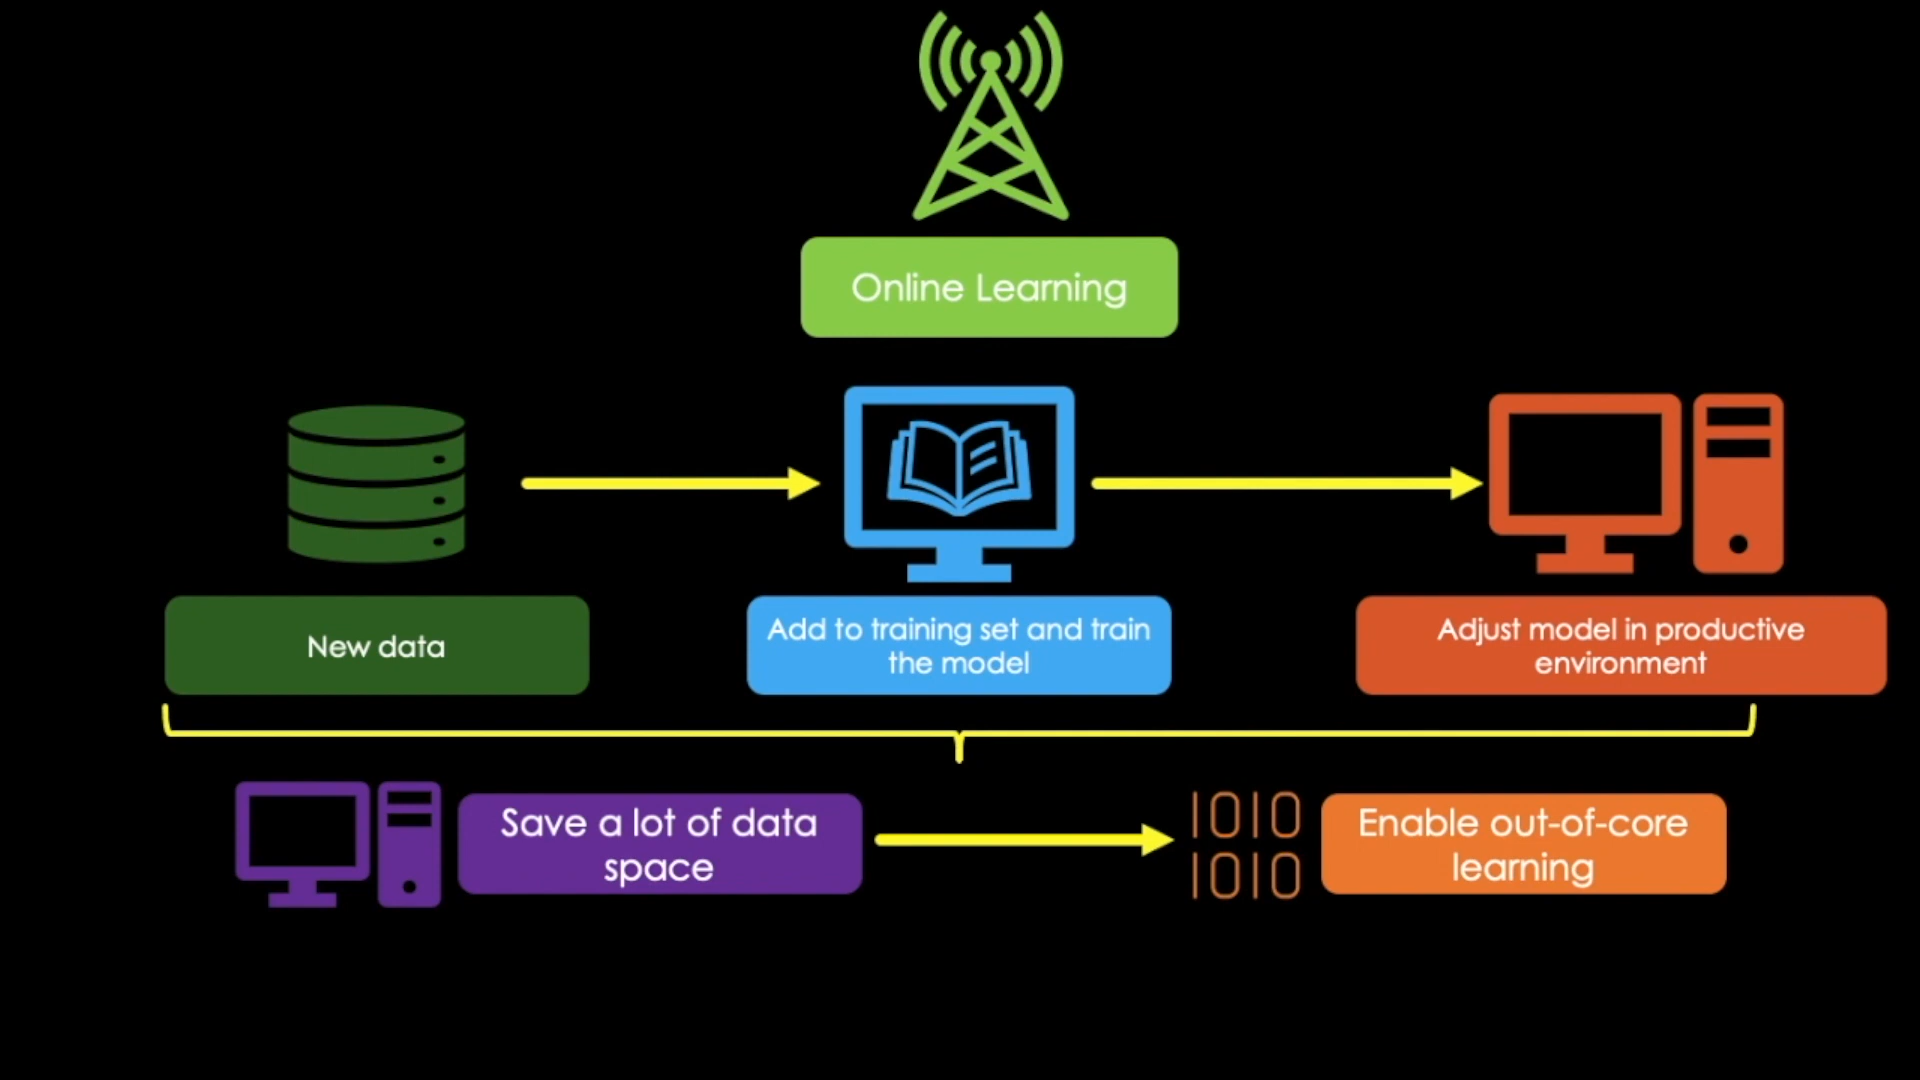 Online Learning
New data
Add to training set and train
the model
Adjust model in productive
environment
Save a lot of data
space
1010
1010
Enable out-of-core
learning